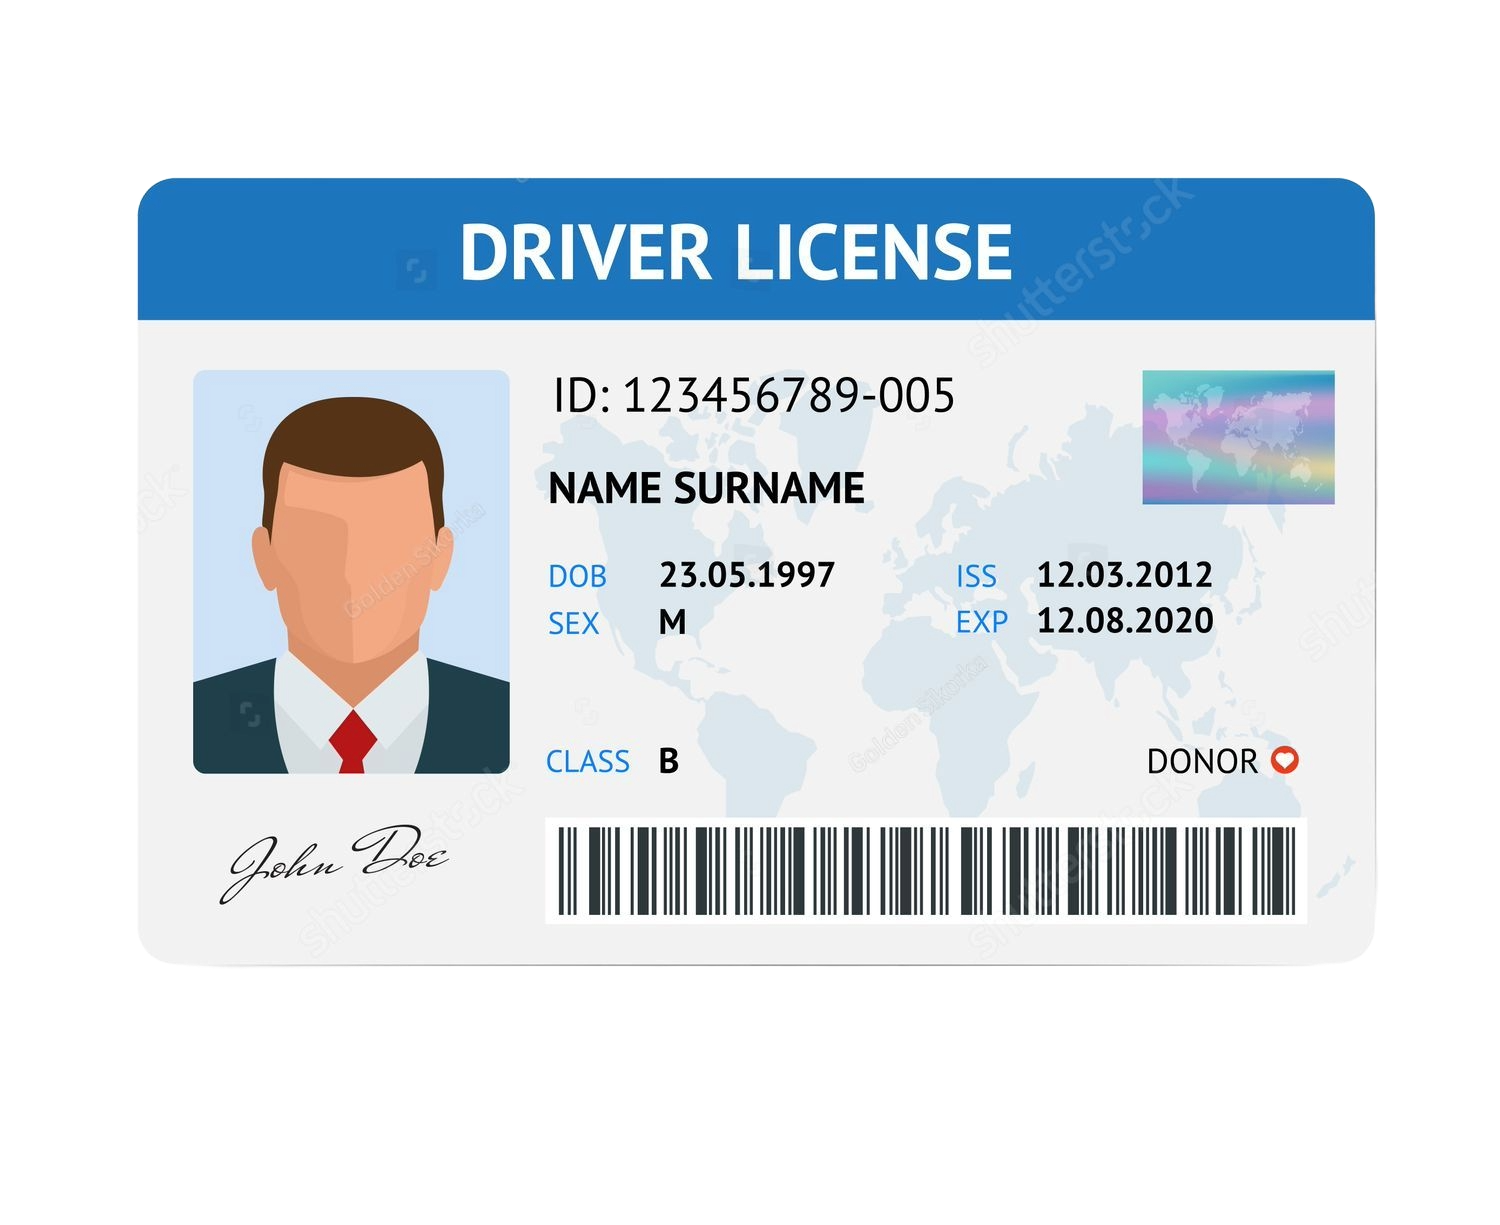 DRIVER LICENSE
ID: 123456789-005
NAME SURNAME
DOB 23.05.1997
SEX M
ISS 12.03.2012
EXP 12.08.2020
CLASS B
DONOR
John Doe
shutterstock
shutterstock
shutterstock
shutterstock
Golden Sikorka
Golden Sikorka